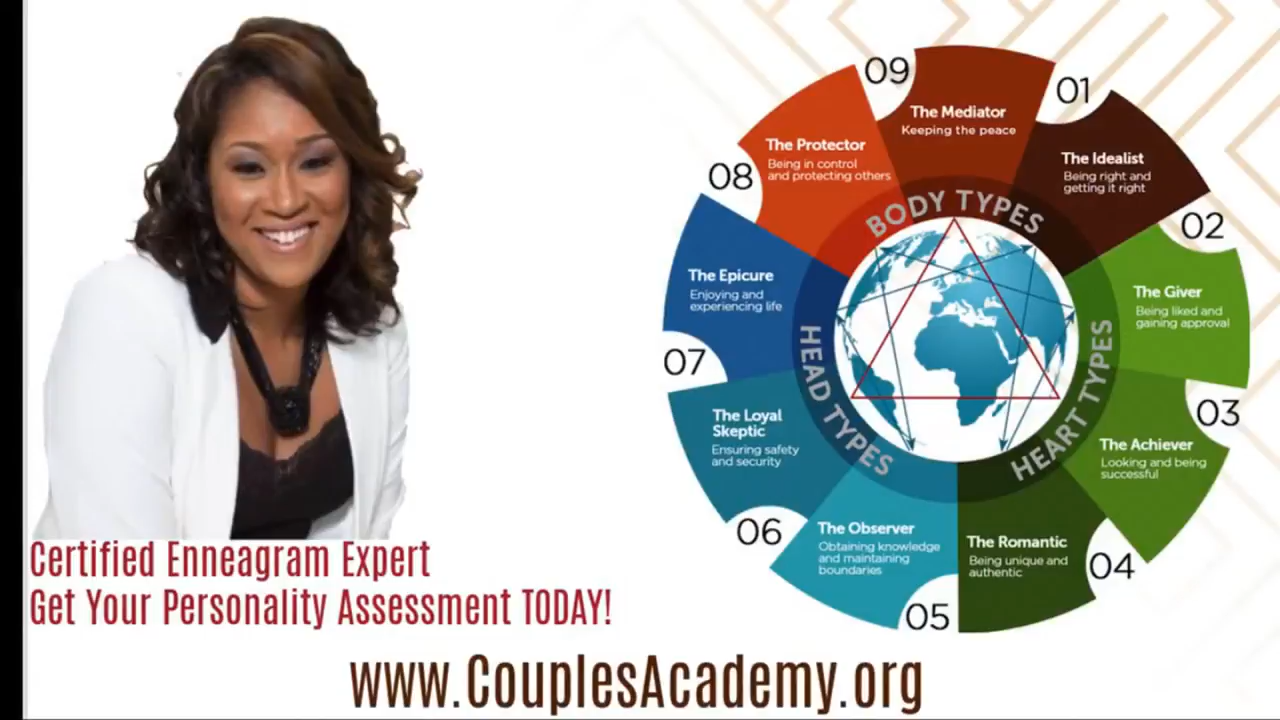 09
The Mediator
Keeping the peace
01
The Idealist
Being right and
getting it right
02
The Giver
Being liked and
gaining approval
03
The Achiever
Looking and being
successful
04
The Romantic
Being unique and
authentic
05
The Observer
Obtaining knowledge
and maintaining
boundaries
06
The Loyal
Skeptic
Ensuring safety
and security
07
The Epicure
Enjoying and
experiencing life
08
The Protector
Being in control
and protecting others
BODY TYPES
HEART TYPES
HEAD TYPES
Certified Enneagram Expert
Get Your Personality Assessment TODAY!
www.CouplesAcademy.org